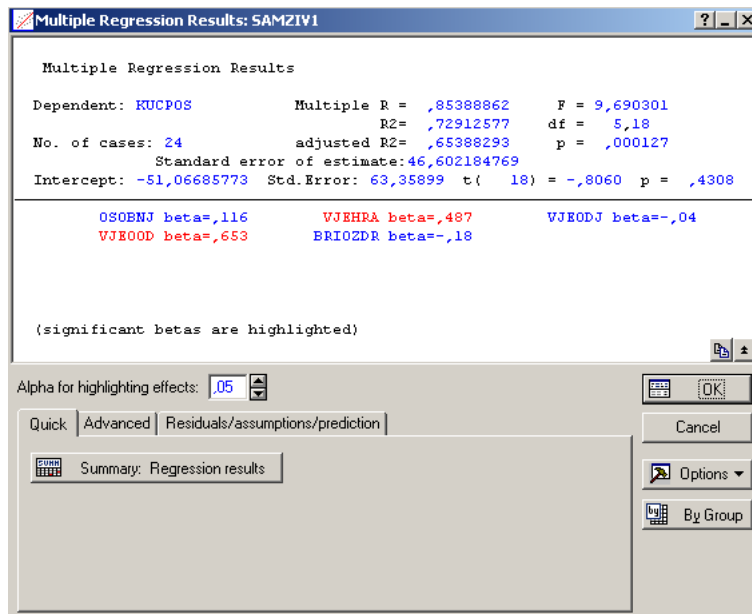 Multiple Regression Results: SAMZIV1
Multiple Regression Results
Dependent: KUCPOS Multiple R = ,85388862 F = 9,690301
R2= ,72912577 df = 5,18
No. of cases: 24 adjusted R2= ,65388293 p = ,000127
Standard error of estimate:46,602184769
Intercept: -51,06685773 Std.Error: 63,35899 t( 18) = -,8060 p = ,4308
OSOBNJ beta=,116 VJEHRA beta=,487 VJEODJ beta=-,04
VJEOOD beta=,653 BRIOZDR beta=-,18
(significant betas are highlighted)
Alpha for highlighting effects: ,05
OK
Quick Advanced Residuals/assumptions/prediction
Cancel
SUMM Summary: Regression results
Options
by By Group